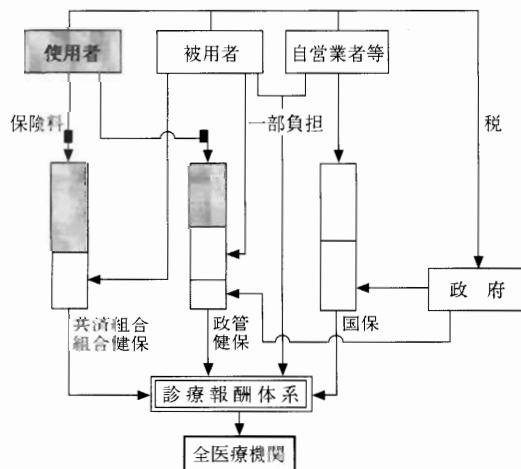 使用者
被用者
自営業者等
保険料
一部負担
税
政府
共済組合
組合健保
政管
健保
国保
診療報酬体系
全医療機関